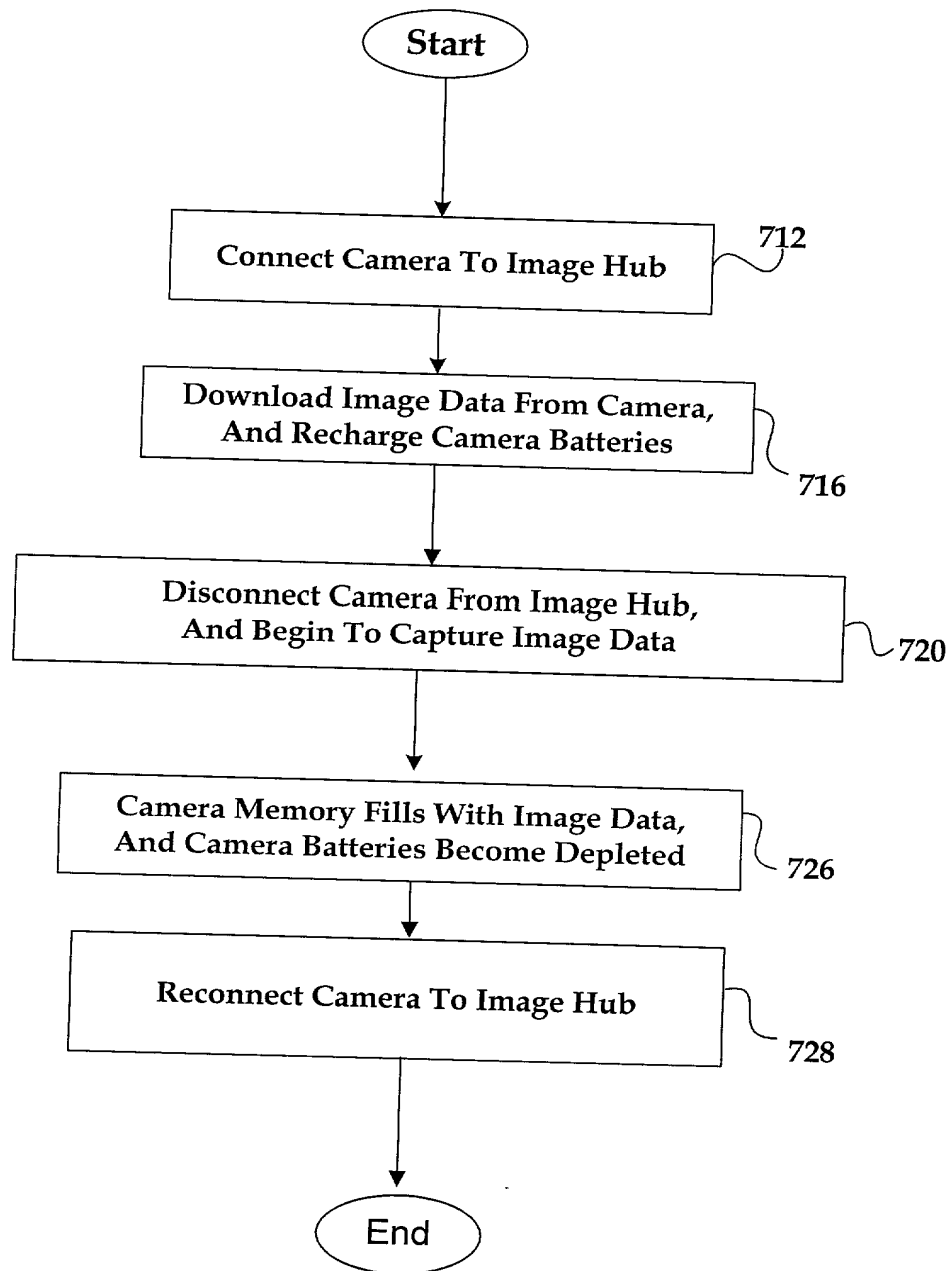 Start
Connect Camera To Image Hub
712
Download Image Data From Camera,
And Recharge Camera Batteries
716
Disconnect Camera From Image Hub,
And Begin To Capture Image Data
720
Camera Memory Fills With Image Data,
And Camera Batteries Become Depleted
726
Reconnect Camera To Image Hub
728
End